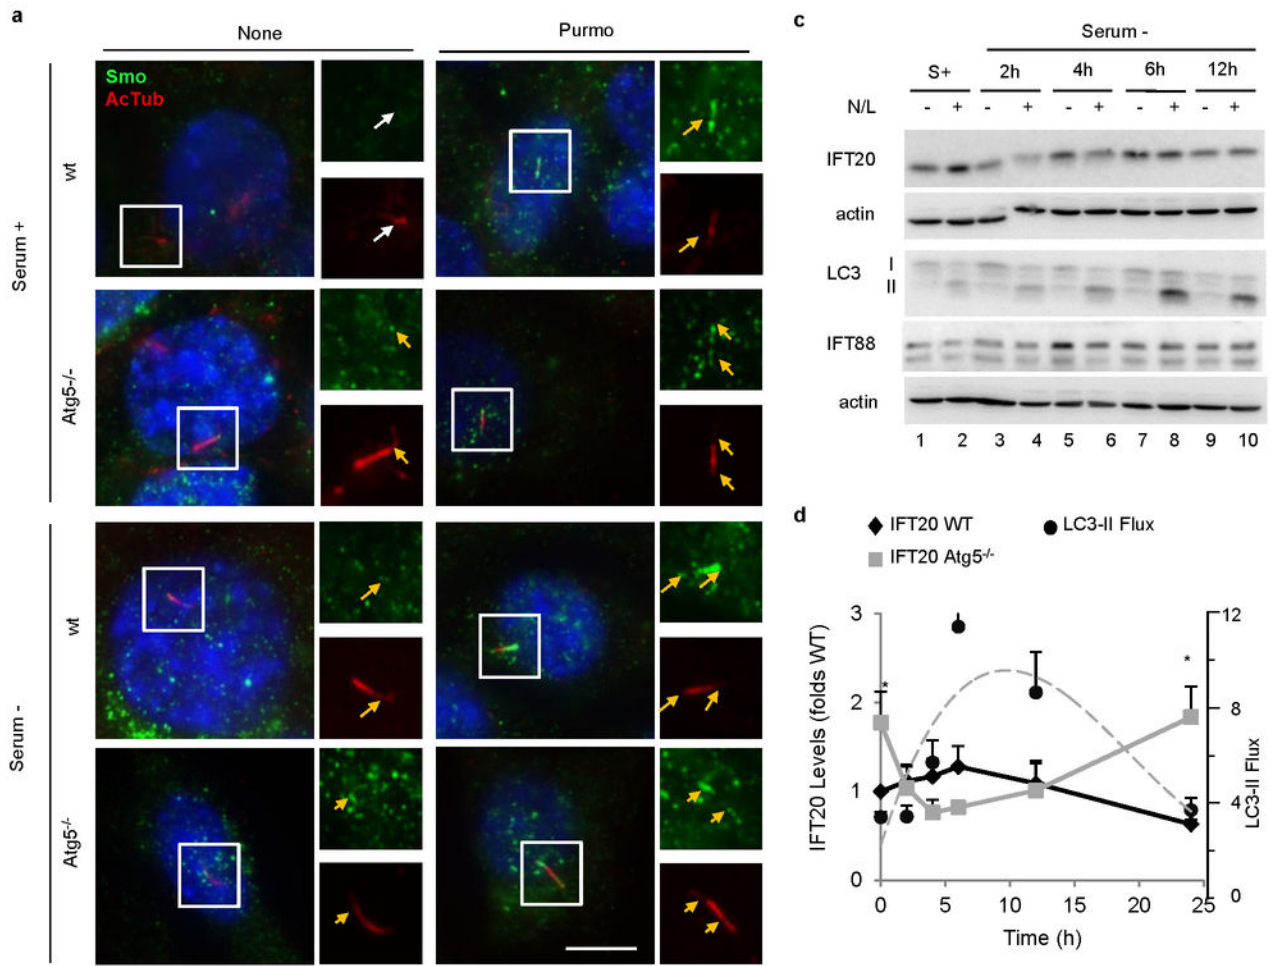 a
None
Purmo
Smo
AcTub
Serum +
wt
Atg5-/-
Serum -
wt
Atg5-/-
c
Serum -
S+ 2h 4h 6h 12h
N/L - + - + - + - + - +
IFT20
actin
LC3 I
II
IFT88
actin
1 2 3 4 5 6 7 8 9 10
d
IFT20 WT
LC3-II Flux
IFT20 Atg5-/-
IFT20 Levels (folds WT)
3
2
1
0
* *
12
8
4
0
LC3-II Flux
0 5 10 15 20 25
Time (h)